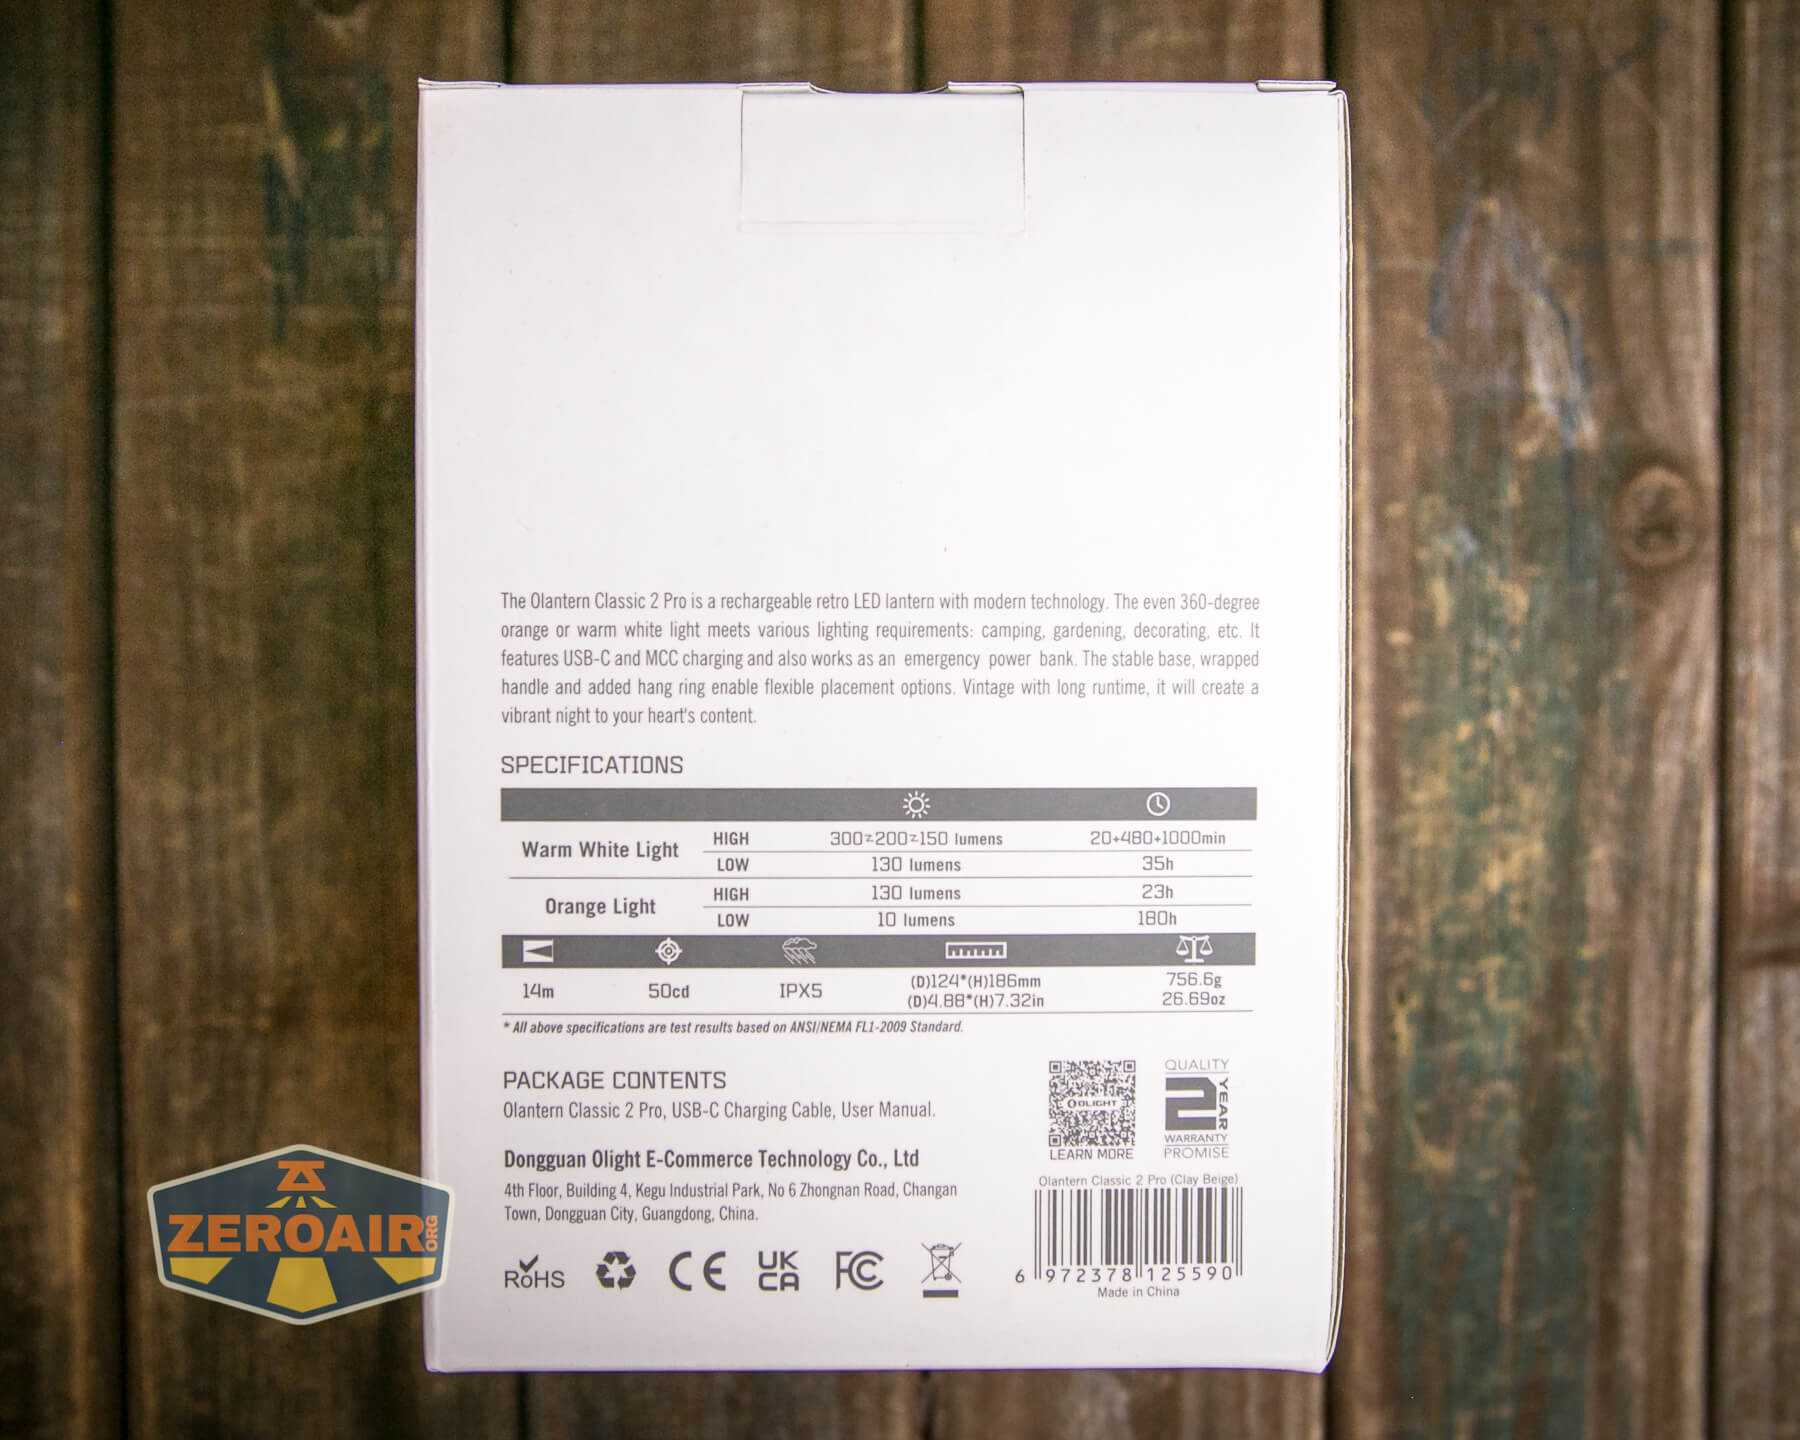 The Olantern Classic 2 Pro is a rechargeable retro LED lantern with modern technology. The even 360-degree
orange or warm white light meets various lighting requirements: camping, gardening, decorating, etc. It
features USB-C and MCC charging and also works as an emergency power bank. The stable base, wrapped
handle and added hang ring enable flexible placement options. Vintage with long runtime, it will create a
vibrant night to your heart's content.
SPECIFICATIONS
Warm White Light HIGH 300~200~150 lumens 20+480+1000min
LOW 130 lumens 35h
Orange Light HIGH 130 lumens 23h
LOW 10 lumens 180h
14m 50cd IPX5 (D)124*(H)186mm 756.6g
(D)4.88*(H)7.32in 26.69oz
* All above specifications are test results based on ANSI/NEMA FL1-2009 Standard.
PACKAGE CONTENTS
Olantern Classic 2 Pro, USB-C Charging Cable, User Manual.
Dongguan Olight E-Commerce Technology Co., Ltd
4th Floor, Building 4, Kegu Industrial Park, No 6 Zhongnan Road, Changan
Town, Dongguan City, Guangdong, China.
RoHS CE UK CA FC
OLIGHT
LEARN MORE
QUALITY
2 YEAR
WARRANTY
PROMISE
Olantern Classic 2 Pro (Clay Beige)
6 972378 125590
Made in China
ZEROAIR.ORG